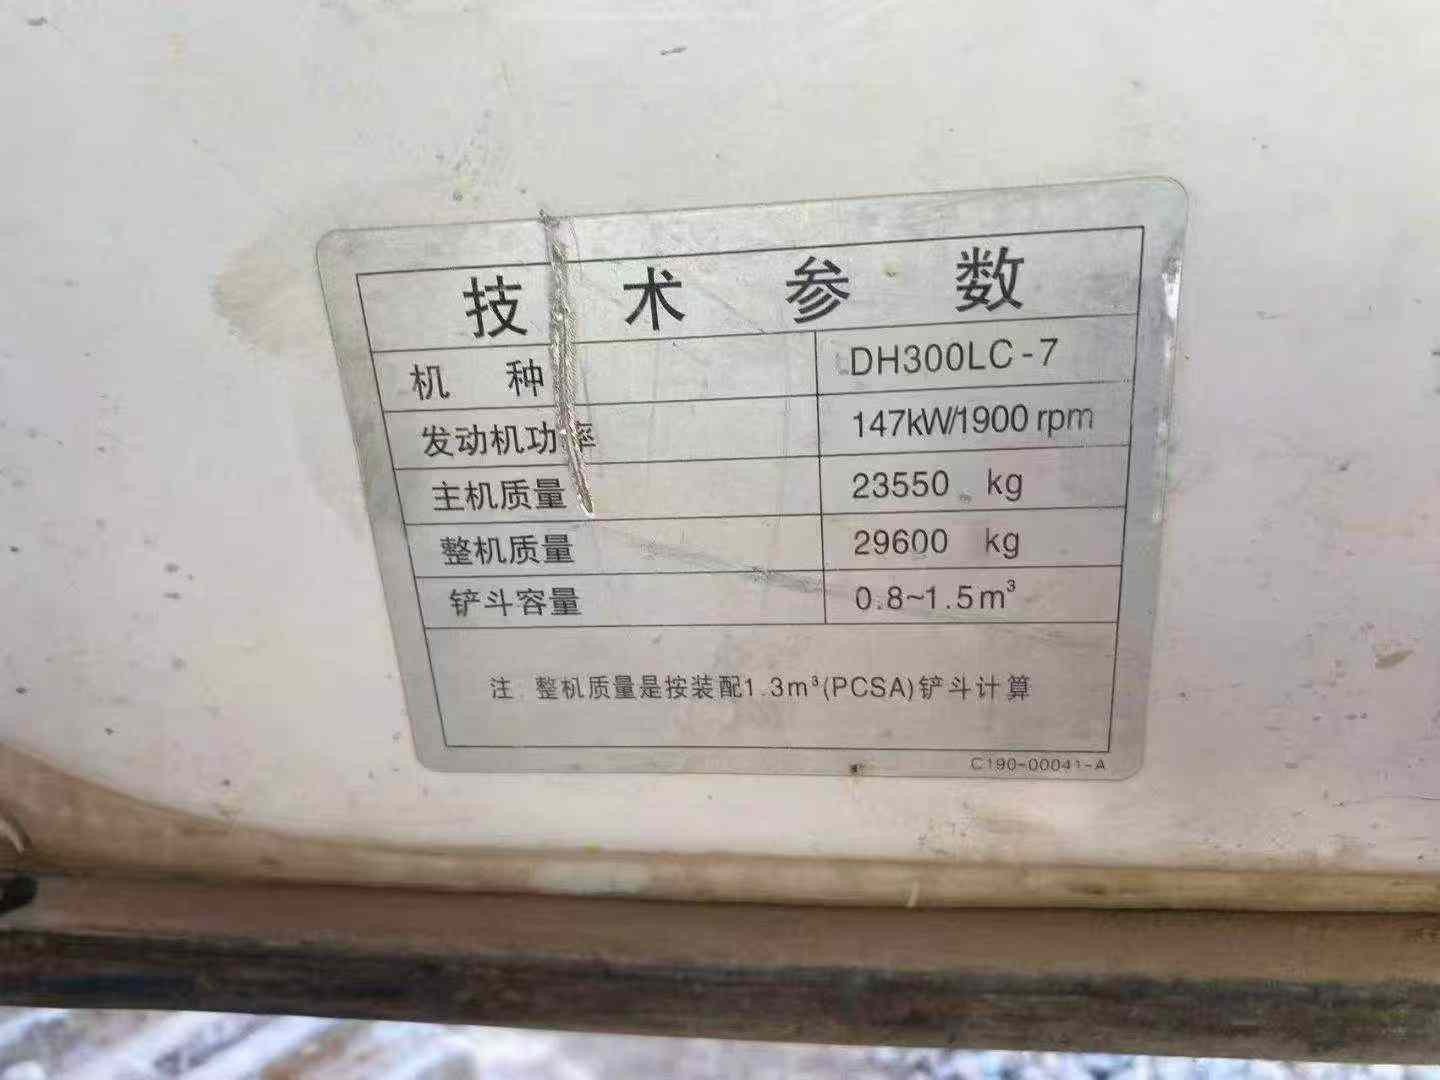 技术参数
机种 DH300LC-7
发动机功率 147kW/1900 rpm
主机质量 23550 kg
整机质量 29600 kg
铲斗容量 0.8~1.5m³
注:整机质量是按装配1.3m³(PCSA)铲斗计算
C190-00041-A